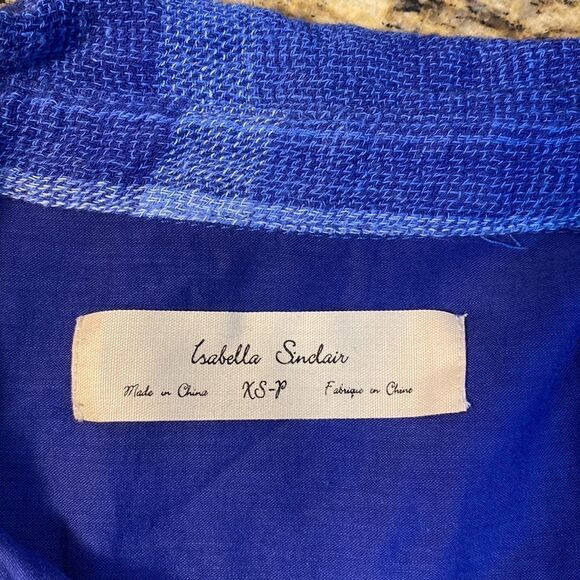 Isabella Sinclair
Made in China XS-P Fabrique en Chine